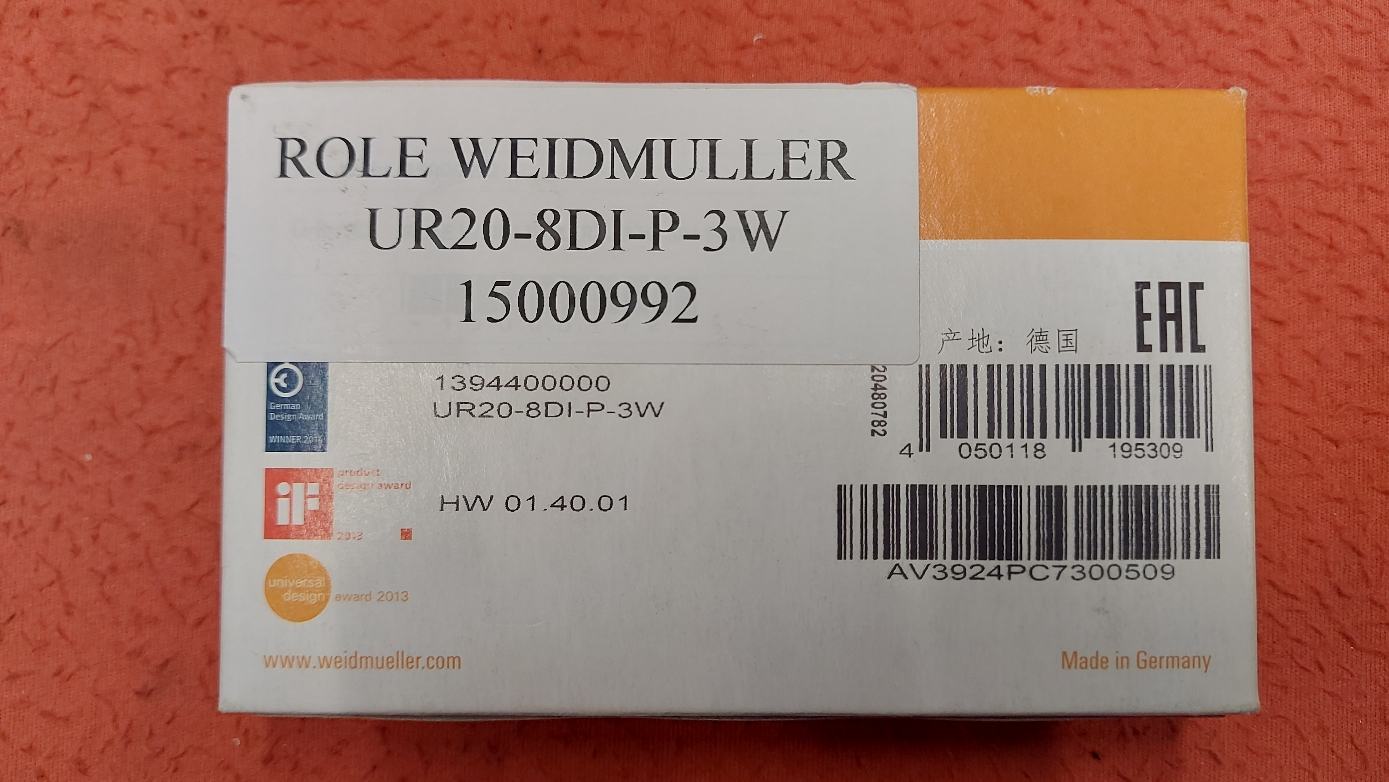 ROLE WEIDMULLER
UR20-8DI-P-3W
15000992
产地: 德国
EAC
German
Design Award
WINNER 2014
1394400000
UR20-8DI-P-3W
20480782
4 050118 195309
iF
product
design award
2013
HW 01.40.01
AV3924PC7300509
universal
design award 2013
www.weidmueller.com
Made in Germany